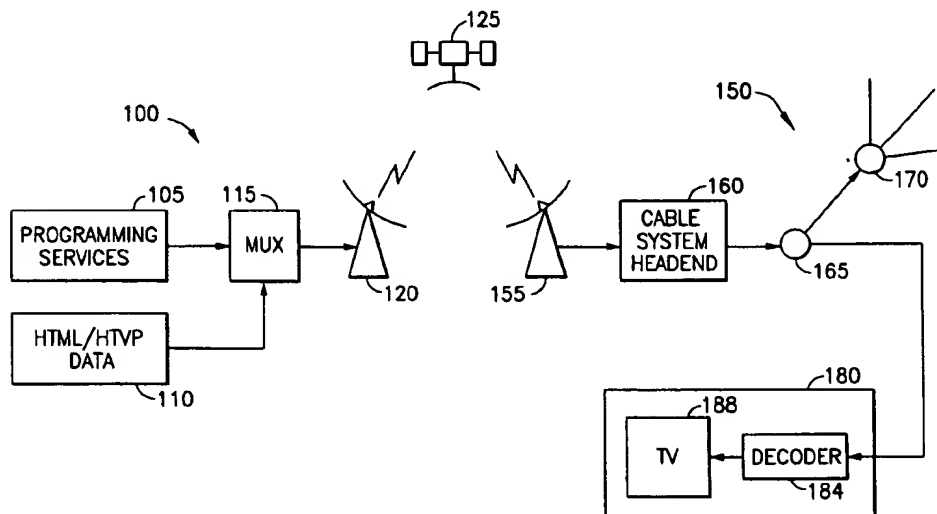 125
100
150
105
PROGRAMMING
SERVICES
115
MUX
120
155
160
CABLE
SYSTEM
HEADEND
165
170
HTML/HTVP
DATA
110
180
188
TV
DECODER
184